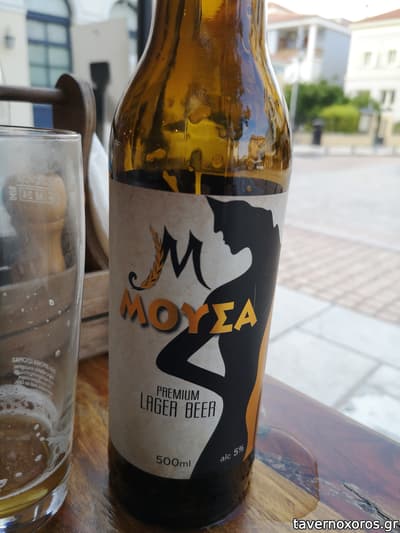 M
ΜΟΥΣΑ
PREMIUM
LAGER BEER
500ml
alc 5%
tavernoxoros.gr